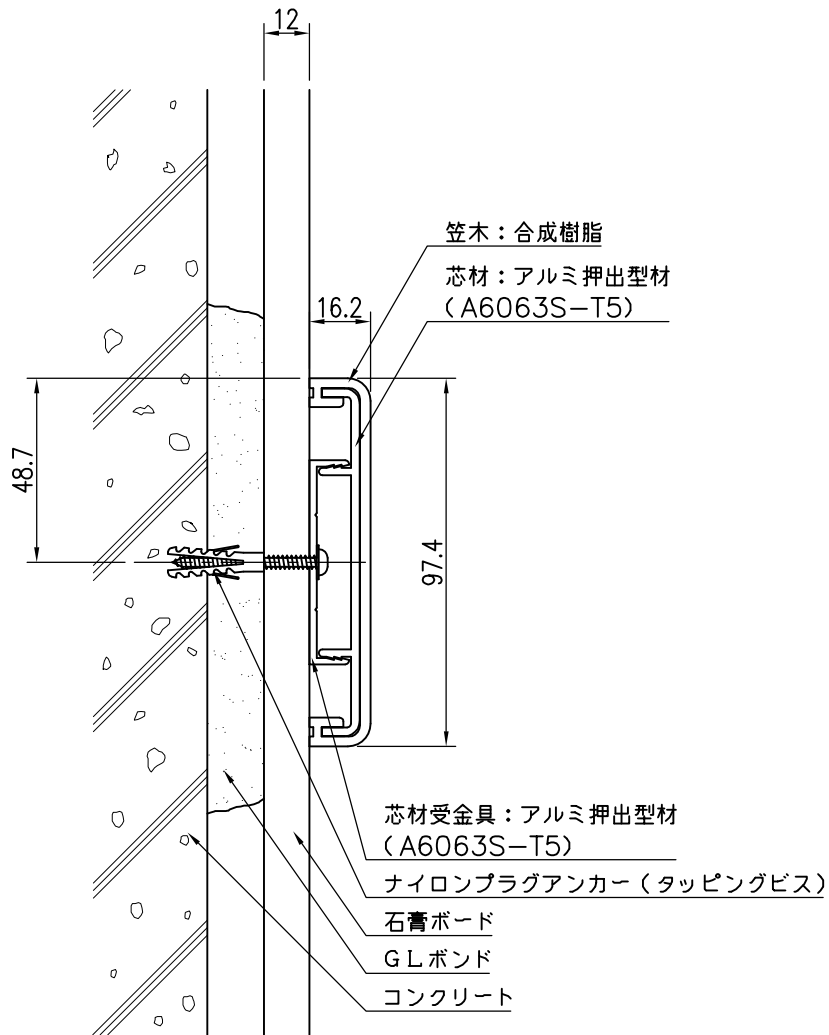 12
笠木：合成樹脂
芯材：アルミ押出型材
（A6063S−T5）
16.2
48.7
97.4
芯材受金具：アルミ押出型材
（A6063S−T5）
ナイロンプラグアンカー（タッピングビス）
石膏ボード
GLボンド
コンクリート